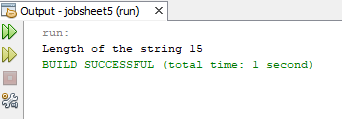 Output - jobsheet5 (run)
run:
Length of the string 15
BUILD SUCCESSFUL (total time: 1 second)